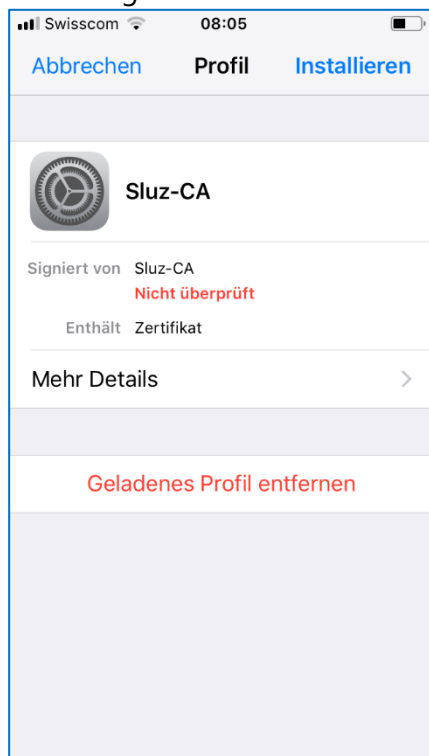 Swisscom 08:05
Abbrechen Profil Installieren
Sluz-CA
Signiert von Sluz-CA
Nicht überprüft
Enthält Zertifikat
Mehr Details
Geladenes Profil entfernen